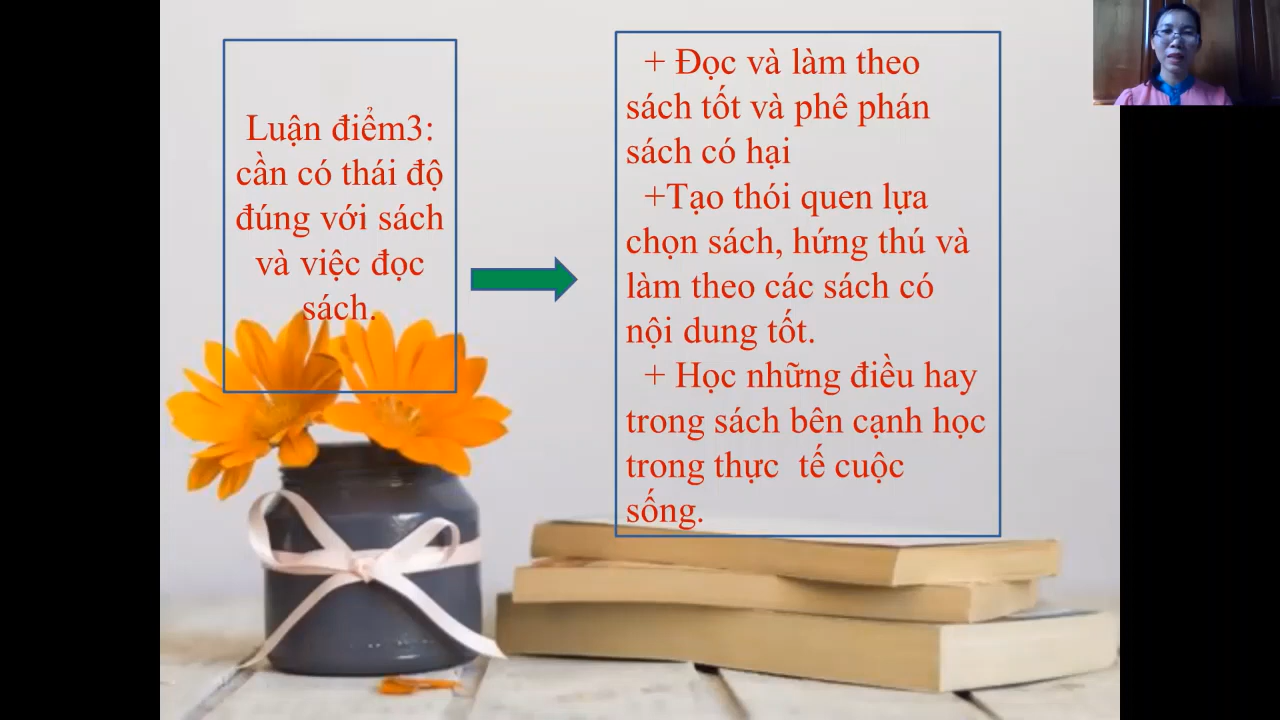 Luận điểm3:
cần có thái độ
đúng với sách
và việc đọc
sách.
+ Đọc và làm theo
sách tốt và phê phán
sách có hại
+Tạo thói quen lựa
chọn sách, hứng thú và
làm theo các sách có
nội dung tốt.
+ Học những điều hay
trong sách bên cạnh học
trong thực tế cuộc
sống.